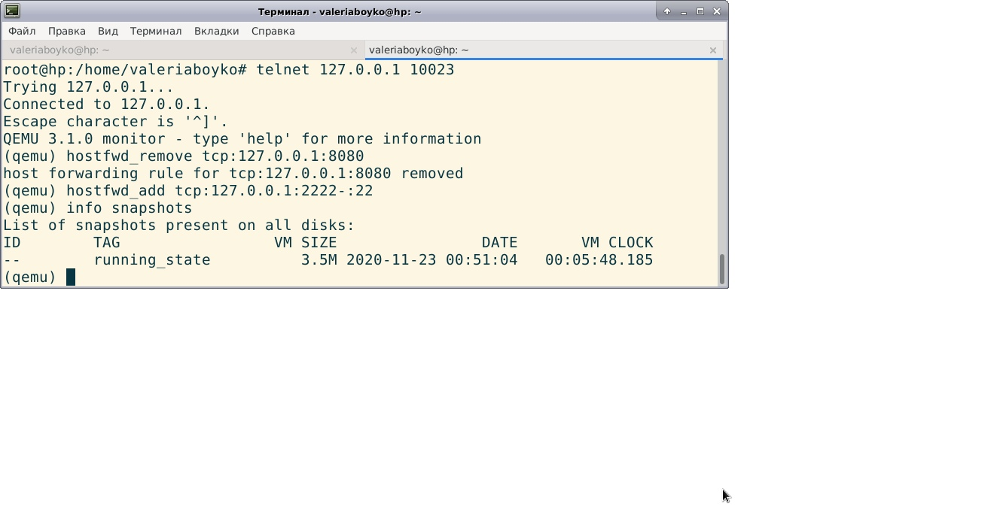 Терминал - valeriaboyko@hp: ~
Файл Правка Вид Терминал Вкладки Справка
valeriaboyko@hp: ~ valeriaboyko@hp: ~
root@hp:/home/valeriaboyko# telnet 127.0.0.1 10023
Trying 127.0.0.1...
Connected to 127.0.0.1.
Escape character is '^]'.
QEMU 3.1.0 monitor - type 'help' for more information
(qemu) hostfwd_remove tcp:127.0.0.1:8080
host forwarding rule for tcp:127.0.0.1:8080 removed
(qemu) hostfwd_add tcp:127.0.0.1:2222-:22
(qemu) info snapshots
List of snapshots present on all disks:
ID        TAG                 VM SIZE                DATE       VM CLOCK
--        running_state          3.5M 2020-11-23 00:51:04   00:05:48.185
(qemu)